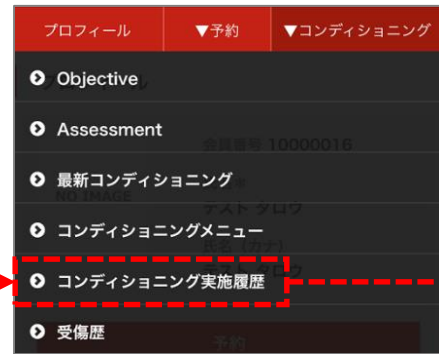 プロフィール ▼予約 ▼コンディショニング
Objective
Assessment
会員番号 10000016
最新コンディショニング
NO IMAGE
テスト タロウ
コンディショニングメニュー
氏名（カナ）
コンディショニング実施履歴
受傷歴
予約